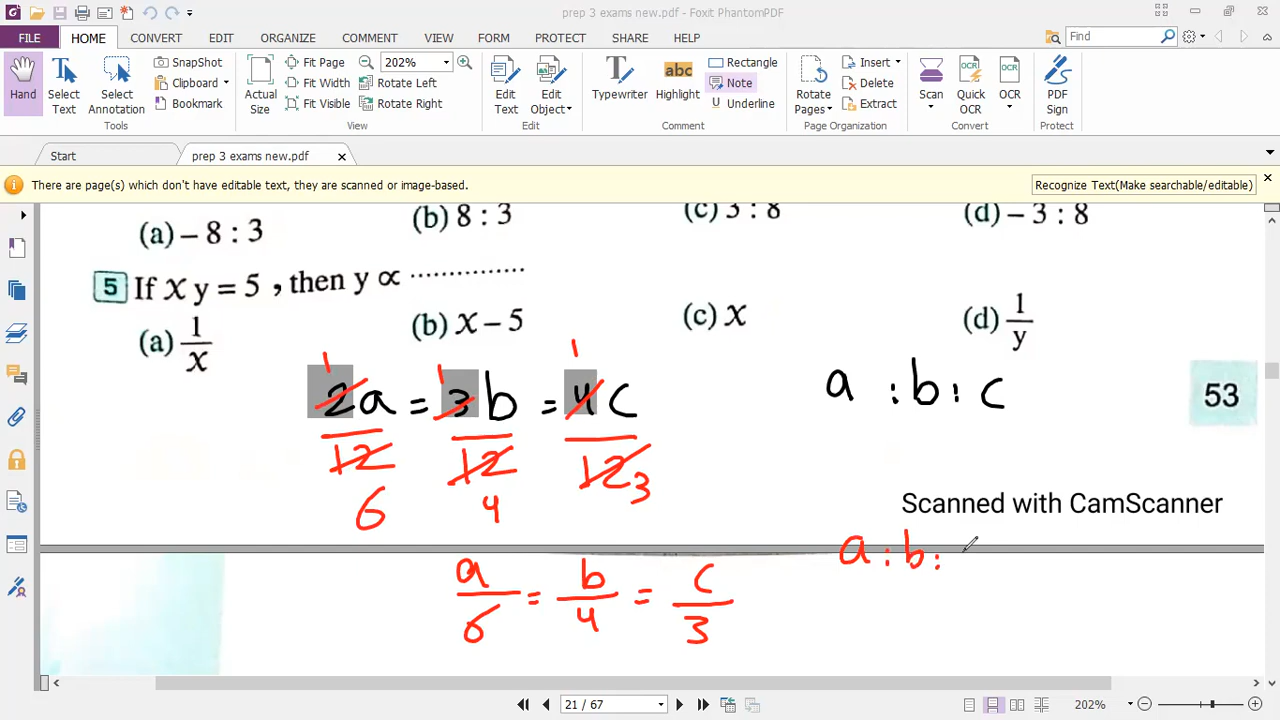 prep 3 exams new.pdf - Foxit PhantomPDF
FILE HOME CONVERT EDIT ORGANIZE COMMENT VIEW FORM PROTECT SHARE HELP Find
Hand Select Text Select Annotation SnapShot Clipboard Bookmark Tools
Actual Size Fit Page Fit Width Fit Visible 202% Rotate Left Rotate Right View
Edit Text Edit Object Edit
Typewriter Highlight Rectangle Note Underline Comment
Rotate Pages Insert Delete Extract Page Organization
Scan Quick OCR OCR Convert
PDF Sign Protect
Start prep 3 exams new.pdf
There are page(s) which don't have editable text, they are scanned or image-based. Recognize Text(Make searchable/editable)
(a) – 8 : 3 (b) 8 : 3 (c) 3 : 8 (d) – 3 : 8
5 If x y = 5 , then y ∝ ..................
(a) 1/x (b) x – 5 (c) x (d) 1/y
1 1 1
2a = 3b = 4c a : b : c 53
12 12 12
6 4 3
Scanned with CamScanner
a : b :
a/6 = b/4 = c/3
21 / 67 202%